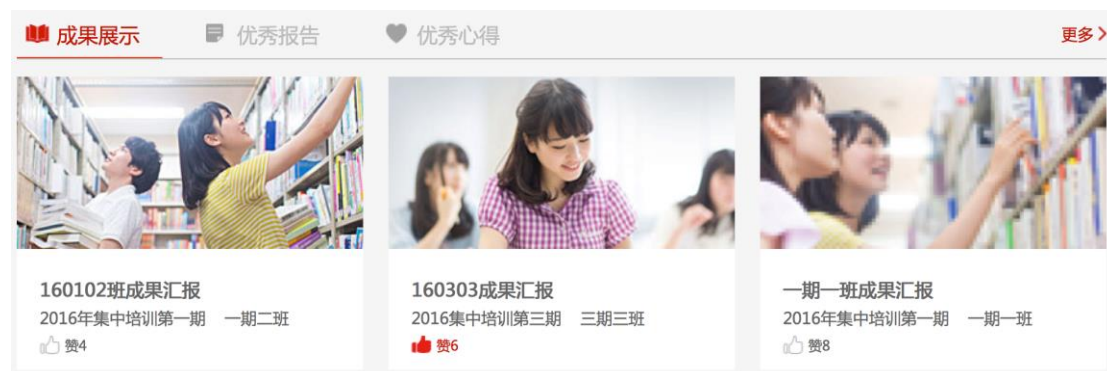 成果展示 优秀报告 优秀心得 更多
160102班成果汇报
2016年集中培训第一期 一期二班
赞4
160303成果汇报
2016集中培训第三期 三期三班
赞6
一期一班成果汇报
2016年集中培训第一期 一期一班
赞8